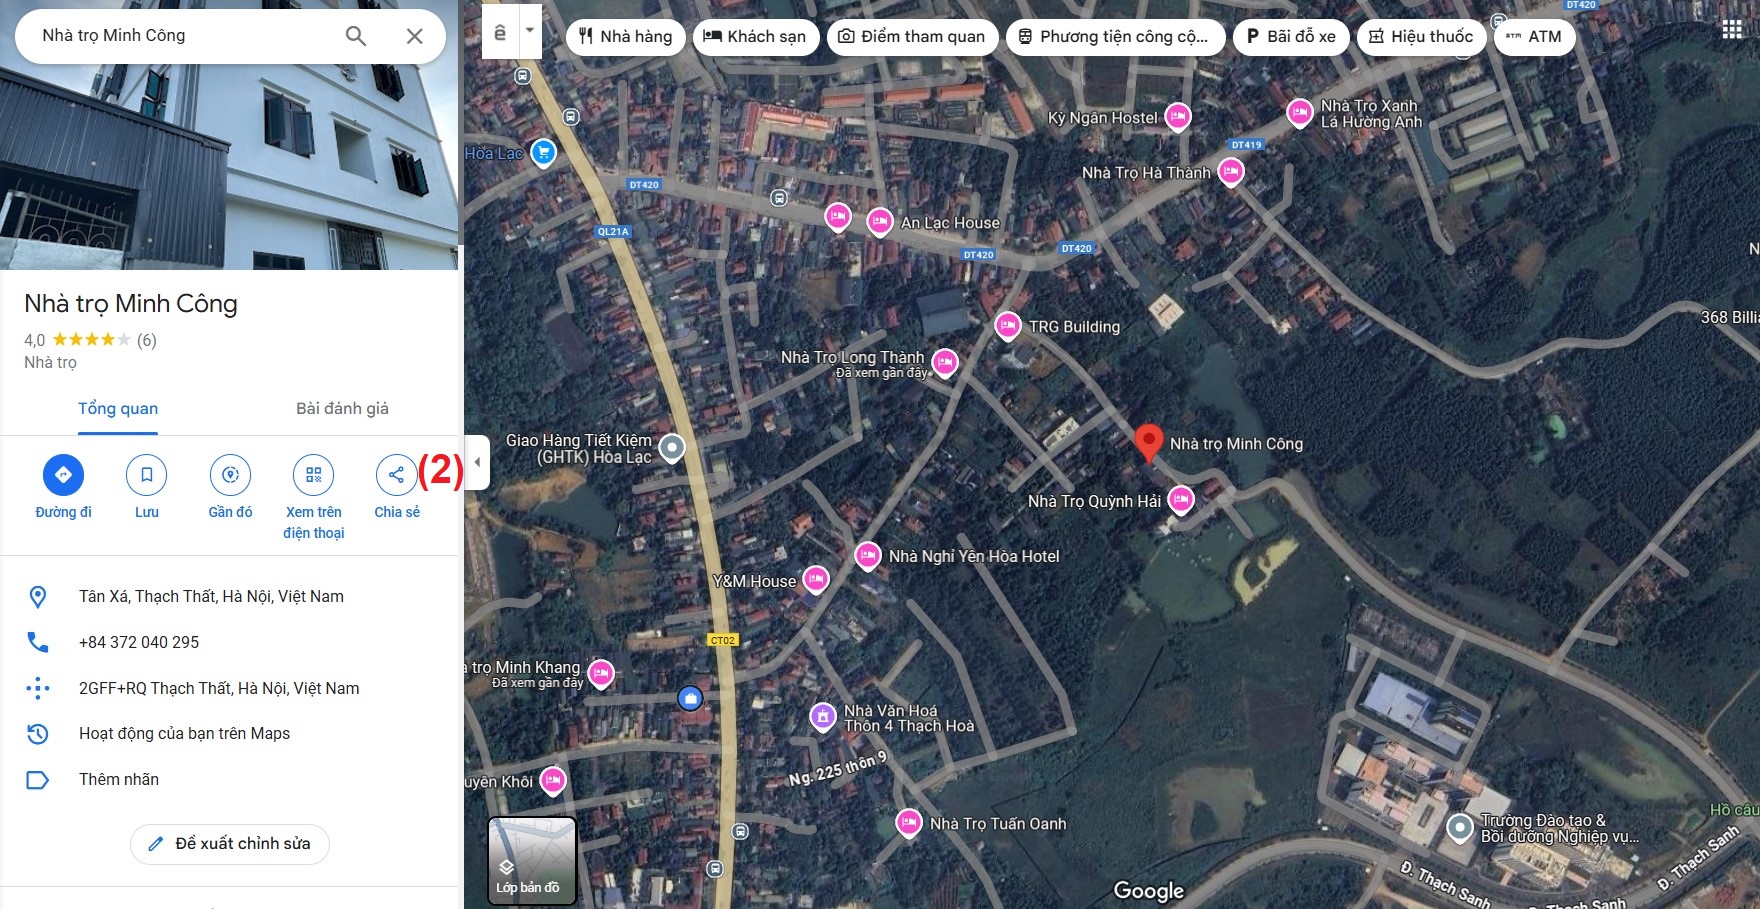 Nhà trọ Minh Công
ê
Nhà hàng
Khách sạn
Điểm tham quan
Phương tiện công cộ...
Bãi đỗ xe
Hiệu thuốc
ATM
Nhà trọ Minh Công
4,0 (6)
Nhà trọ
Tổng quan
Bài đánh giá
Đường đi
Lưu
Gần đó
Xem trên
điện thoại
Chia sẻ
(2)
Tân Xá, Thạch Thất, Hà Nội, Việt Nam
+84 372 040 295
2GFF+RQ Thạch Thất, Hà Nội, Việt Nam
Hoạt động của bạn trên Maps
Thêm nhãn
Đề xuất chỉnh sửa
DT420
Kỳ Ngân Hostel
Nhà Trọ Xanh
Lá Hường Anh
DT419
Hòa Lạc
Nhà Trọ Hà Thành
DT420
QL21A
An Lạc House
DT420
DT420
368 Billia
TRG Building
Nhà Trọ Long Thành
Đã xem gần đây
Giao Hàng Tiết Kiệm
(GHTK) Hòa Lạc
Nhà trọ Minh Công
Nhà Trọ Quỳnh Hải
Nhà Nghỉ Yên Hòa Hotel
Y&M House
CT02
a trọ Minh Khang
Đã xem gần đây
Nhà Văn Hoá
Thôn 4 Thạch Hoà
Ng. 225 thôn 9
uyên Khôi
Nhà Trọ Tuấn Oanh
Hồ câu
Trường Đào tạo &
Bồi dưỡng Nghiệp vụ...
Đ. Thạch Sanh
Đ. Thạch Sanh
Đ. Thạch Sanh
Lớp bản đồ
Google